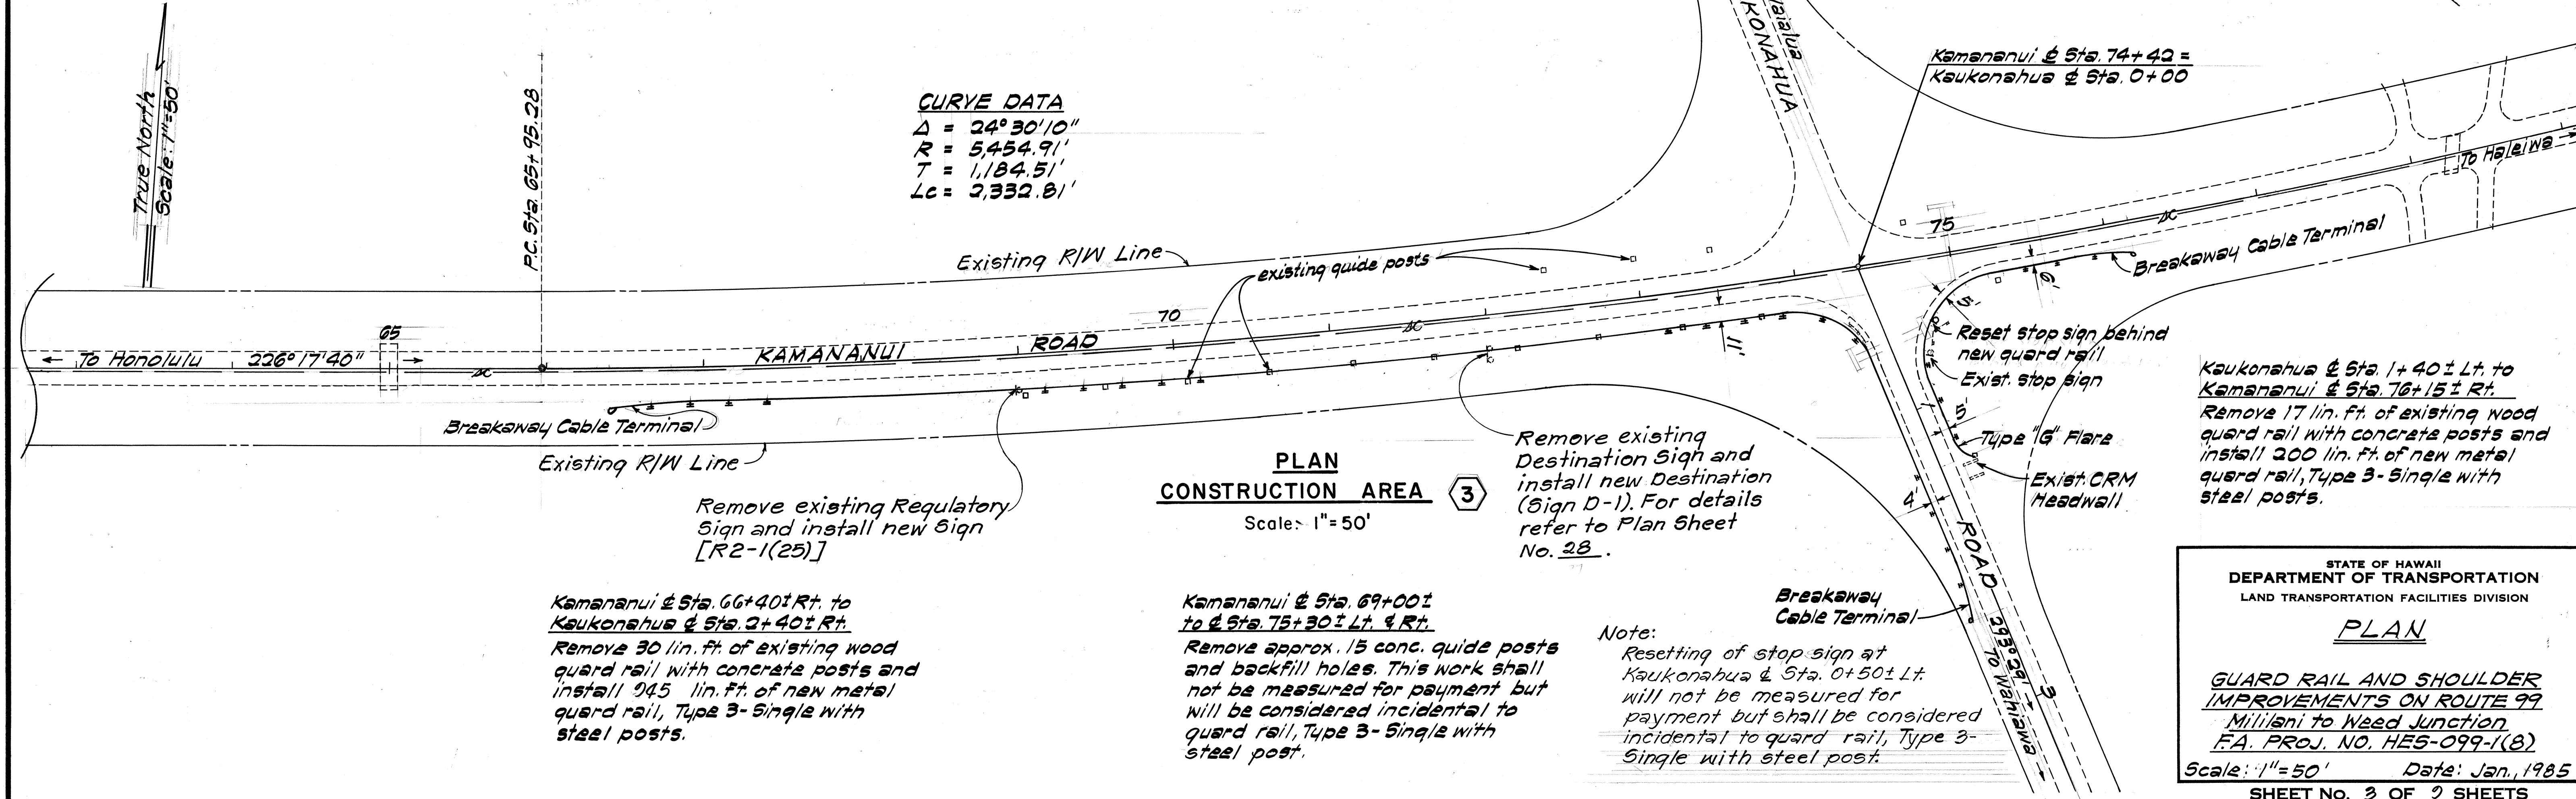 True North
Scale: 1"=50'
P.C. Sta. 65+95.28
CURVE DATA
Δ = 24°30'10"
R = 5,454.91'
T = 1,184.51'
Lc = 2,332.81'
Waialua
KONAHUA
Kamananui ℄ Sta. 74+42 =
Kaukonahua ℄ Sta. 0+00
To Haleiwa
75
Breakaway Cable Terminal
6'
5'
Existing R/W Line
existing guide posts
70
65
To Honolulu
226° 17' 40"
KAMANANUI
ROAD
11'
Reset stop sign behind
new guard rail
Exist. stop sign
5'
Type "G" Flare
Exist. CRM
Headwall
4'
Breakaway Cable Terminal
Existing R/W Line
Remove existing Regulatory
Sign and install new Sign
[R2-1(25)]
PLAN
CONSTRUCTION AREA 3
Scale: 1"=50'
Remove existing
Destination Sign and
install new Destination
(Sign D-1). For details
refer to Plan Sheet
No. 28.
Kaukonahua ℄ Sta. 1+40± Lt. to
Kamananui ℄ Sta. 76+15± Rt.
Remove 17 lin. ft. of existing wood
guard rail with concrete posts and
install 200 lin. ft. of new metal
guard rail, Type 3-Single with
steel posts.
Kamananui ℄ Sta. 66+40± Rt. to
Kaukonahua ℄ Sta. 2+40± Rt.
Remove 30 lin. ft. of existing wood
guard rail with concrete posts and
install 945 lin. ft. of new metal
guard rail, Type 3-Single with
steel posts.
Kamananui ℄ Sta. 69+00±
to ℄ Sta. 75+30± Lt. & Rt.
Remove approx. 15 conc. guide posts
and backfill holes. This work shall
not be measured for payment but
will be considered incidental to
guard rail, Type 3-Single with
steel post.
Note:
Resetting of stop sign at
Kaukonahua ℄ Sta. 0+50± Lt.
will not be measured for
payment but shall be considered
incidental to guard rail, Type 3-
Single with steel post.
Breakaway
Cable Terminal
ROAD
293° 29'
3
To Wahiawa
STATE OF HAWAII
DEPARTMENT OF TRANSPORTATION
LAND TRANSPORTATION FACILITIES DIVISION
PLAN
GUARD RAIL AND SHOULDER
IMPROVEMENTS ON ROUTE 99
Mililani to Weed Junction
F.A. PROJ. NO. HES-099-1(8)
Scale: 1"=50' Date: Jan., 1985
SHEET No. 3 OF 9 SHEETS